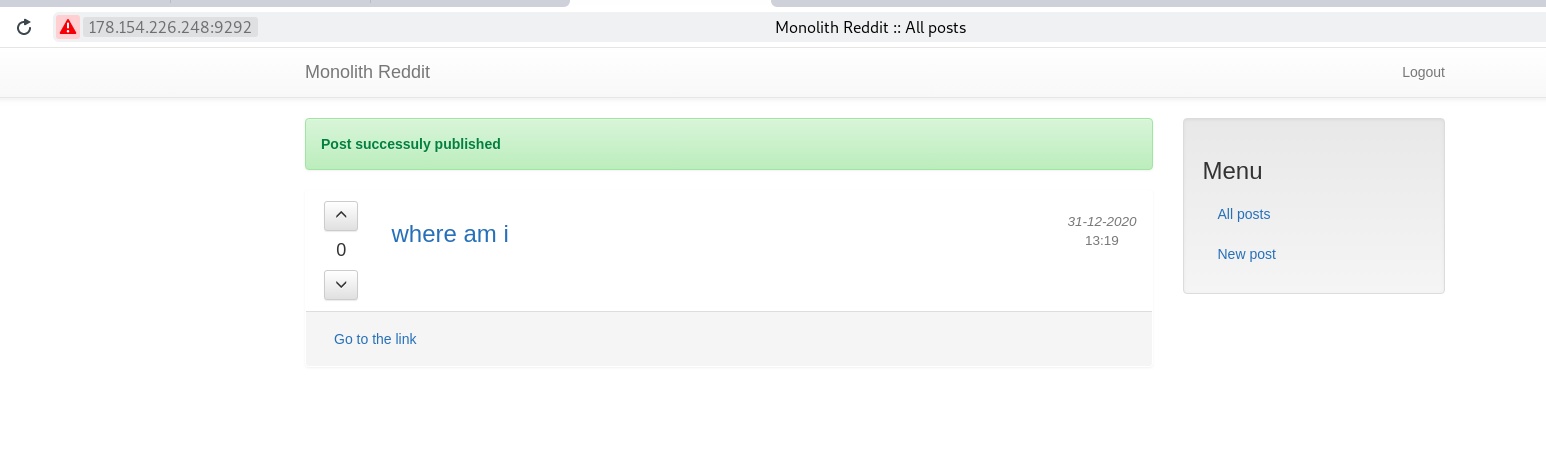 178.154.226.248:9292
Monolith Reddit :: All posts
Monolith Reddit
Logout
Post successuly published
Menu
All posts
New post
where am i
0
31-12-2020
13:19
Go to the link